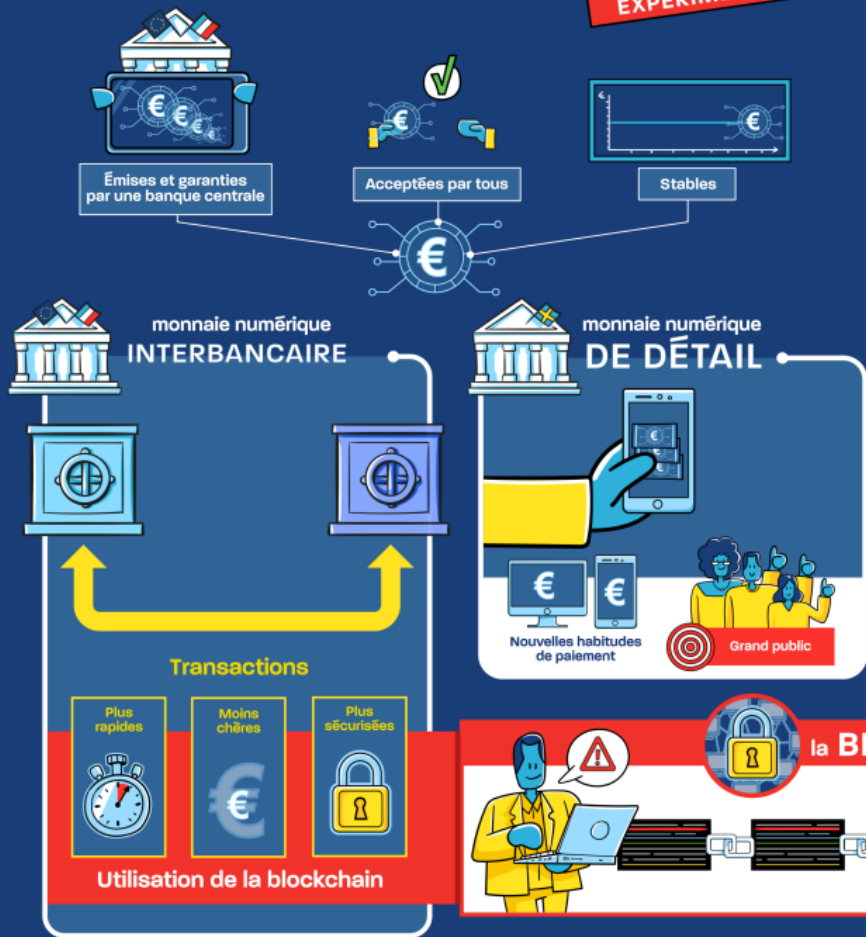 Émises et garanties
par une banque centrale
Acceptées par tous
€
Stables
monnaie numérique
INTERBANCAIRE
monnaie numérique
DE DÉTAIL
Nouvelles habitudes
de paiement
Grand public
Transactions
Plus
rapides
Moins
chères
Plus
sécurisées
Utilisation de la blockchain
la